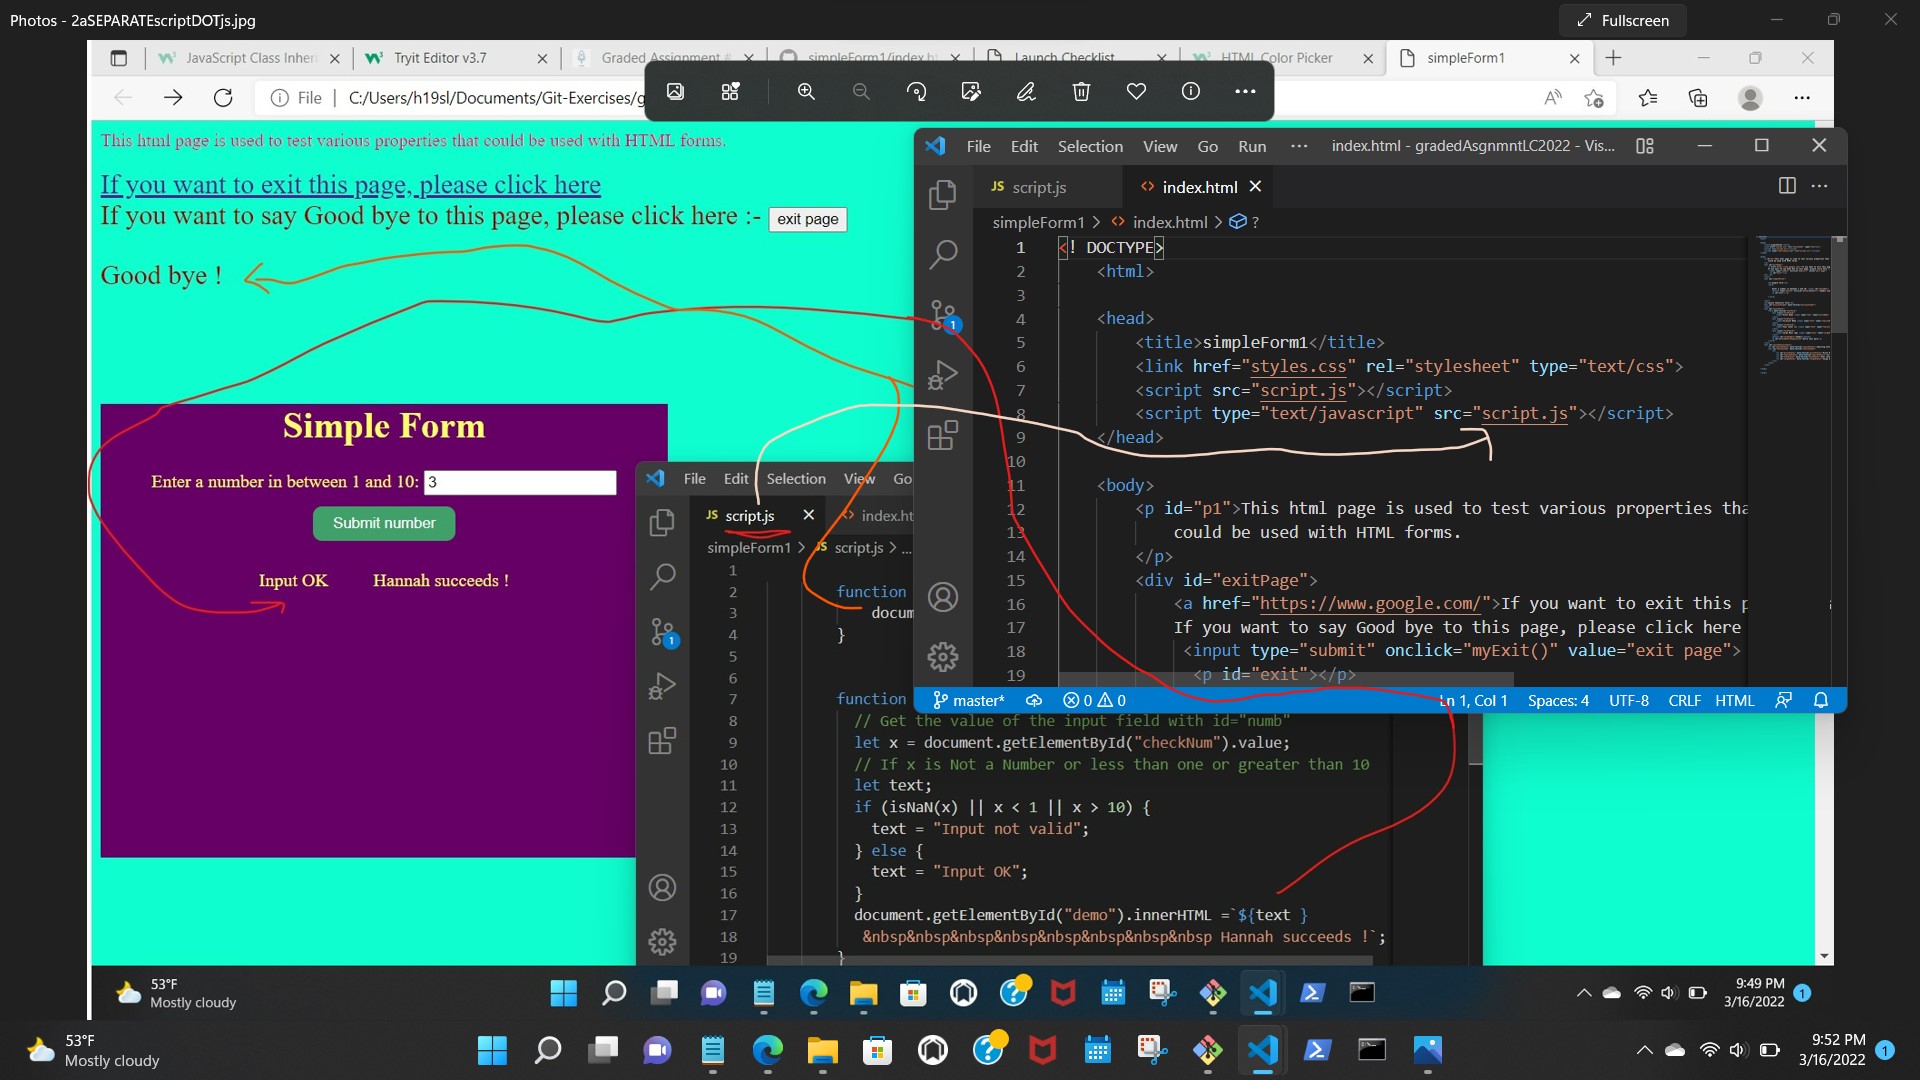 Photos - 2aSEPARATEscriptDOTjs.jpg
Fullscreen
JavaScript Class Inheri
Tryit Editor v3.7
Graded Assignment #
simpleForm1/index.h
Launch Checklist
HTML Color Picker
simpleForm1
File
C:/Users/h19sl/Documents/Git-Exercises/g
This html page is used to test various properties that could be used with HTML forms.
If you want to exit this page, please click here
If you want to say Good bye to this page, please click here :- exit page
Good bye !
Simple Form
Enter a number in between 1 and 10: 3
Submit number
Input OK Hannah succeeds !
File Edit Selection View Go Run ··· index.html - gradedAsgnmntLC2022 - Vis...
JS script.js
<> index.html
simpleForm1 > <> index.html > ?
1 <! DOCTYPE>
2 <html>
3
4 <head>
5 <title>simpleForm1</title>
6 <link href="styles.css" rel="stylesheet" type="text/css">
7 <script src="script.js"></script>
8 <script type="text/javascript" src="script.js"></script>
9 </head>
10
11 <body>
12 <p id="p1">This html page is used to test various properties tha
13 could be used with HTML forms.
14 </p>
15 <div id="exitPage">
16 <a href="https://www.google.com/">If you want to exit this p
17 If you want to say Good bye to this page, please click here
18 <input type="submit" onclick="myExit()" value="exit page">
19 <p id="exit"></p>
1
master* 0 0 Ln 1, Col 1 Spaces: 4 UTF-8 CRLF HTML
File Edit Selection View Go
JS script.js
<> index.ht
simpleForm1 > JS script.js > ...
1
2 function
3 docum
4 }
5
6
7 function
8 // Get the value of the input field with id="numb"
9 let x = document.getElementById("checkNum").value;
10 // If x is Not a Number or less than one or greater than 10
11 let text;
12 if (isNaN(x) || x < 1 || x > 10) {
13 text = "Input not valid";
14 } else {
15 text = "Input OK";
16 }
17 document.getElementById("demo").innerHTML =`${text }
18 &nbsp&nbsp&nbsp&nbsp&nbsp&nbsp&nbsp&nbsp Hannah succeeds !`;
19 }
1
53°F
Mostly cloudy
9:49 PM
3/16/2022
1
53°F
Mostly cloudy
9:52 PM
3/16/2022
1